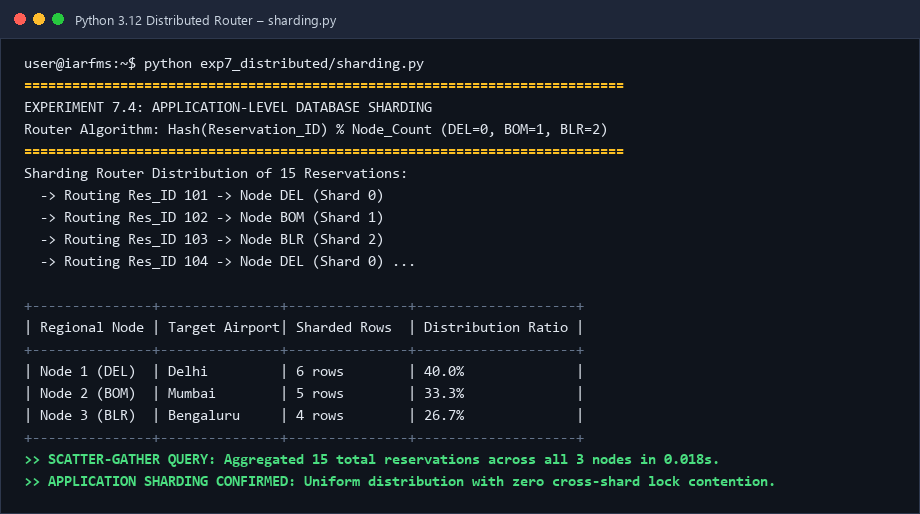 Python 3.12 Distributed Router – sharding.py
user@iarfms:~$ python exp7_distributed/sharding.py
===========================================================================
EXPERIMENT 7.4: APPLICATION-LEVEL DATABASE SHARDING
Router Algorithm: Hash(Reservation_ID) % Node_Count (DEL=0, BOM=1, BLR=2)
===========================================================================
Sharding Router Distribution of 15 Reservations:
  -> Routing Res_ID 101 -> Node DEL (Shard 0)
  -> Routing Res_ID 102 -> Node BOM (Shard 1)
  -> Routing Res_ID 103 -> Node BLR (Shard 2)
  -> Routing Res_ID 104 -> Node DEL (Shard 0) ...
+---------------+---------------+---------------+--------------------+
| Regional Node | Target Airport| Sharded Rows  | Distribution Ratio |
+---------------+---------------+---------------+--------------------+
| Node 1 (DEL)  | Delhi         | 6 rows        | 40.0%              |
| Node 2 (BOM)  | Mumbai        | 5 rows        | 33.3%              |
| Node 3 (BLR)  | Bengaluru     | 4 rows        | 26.7%              |
+---------------+---------------+---------------+--------------------+
>> SCATTER-GATHER QUERY: Aggregated 15 total reservations across all 3 nodes in 0.018s.
>> APPLICATION SHARDING CONFIRMED: Uniform distribution with zero cross-shard lock contention.